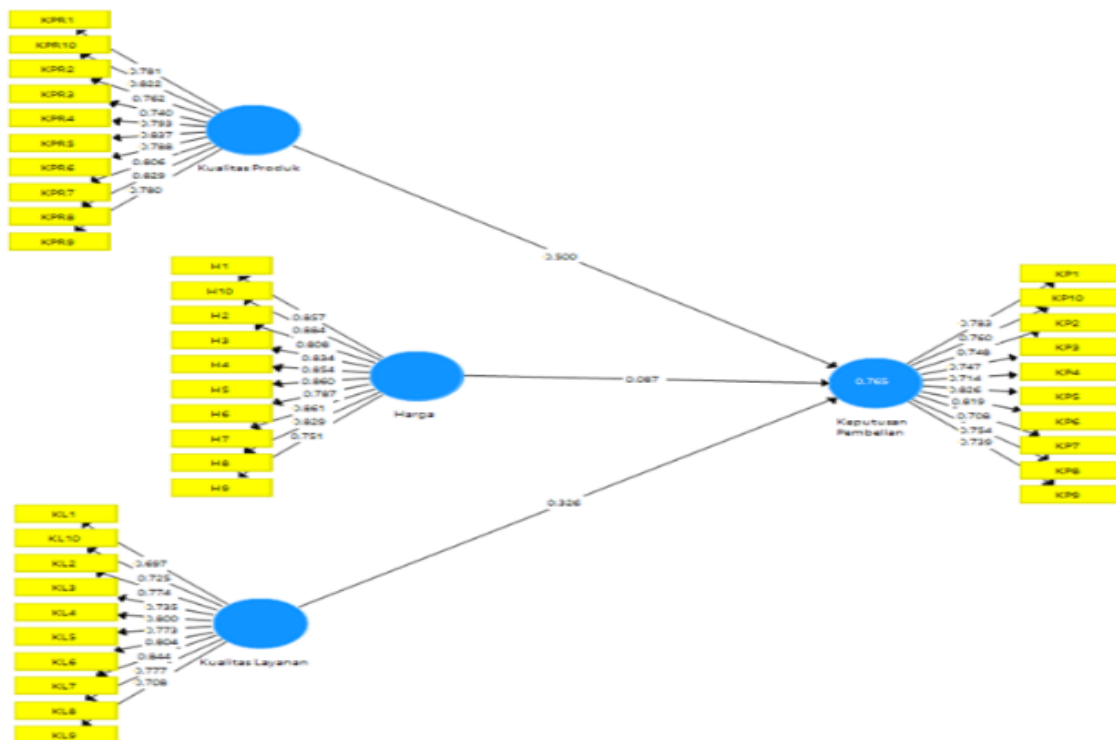 KPR1
KPR10
KPR2
KPR3
KPR4
KPR5
KPR6
KPR7
KPR8
KPR9
0.781
0.822
0.762
0.740
0.793
0.837
0.788
0.806
0.829
0.780
Kualitas Produk
0.500
H1
H10
H2
H3
H4
H5
H6
H7
H8
H9
0.857
0.884
0.808
0.834
0.854
0.860
0.787
0.861
0.829
0.751
Harga
0.087
KL1
KL10
KL2
KL3
KL4
KL5
KL6
KL7
KL8
KL9
0.697
0.725
0.774
0.735
0.800
0.773
0.804
0.844
0.777
0.708
Kualitas Layanan
0.326
0.765
Keputusan
Pembelian
0.783
0.760
0.748
0.747
0.714
0.826
0.819
0.708
0.754
0.739
KP1
KP10
KP2
KP3
KP4
KP5
KP6
KP7
KP8
KP9